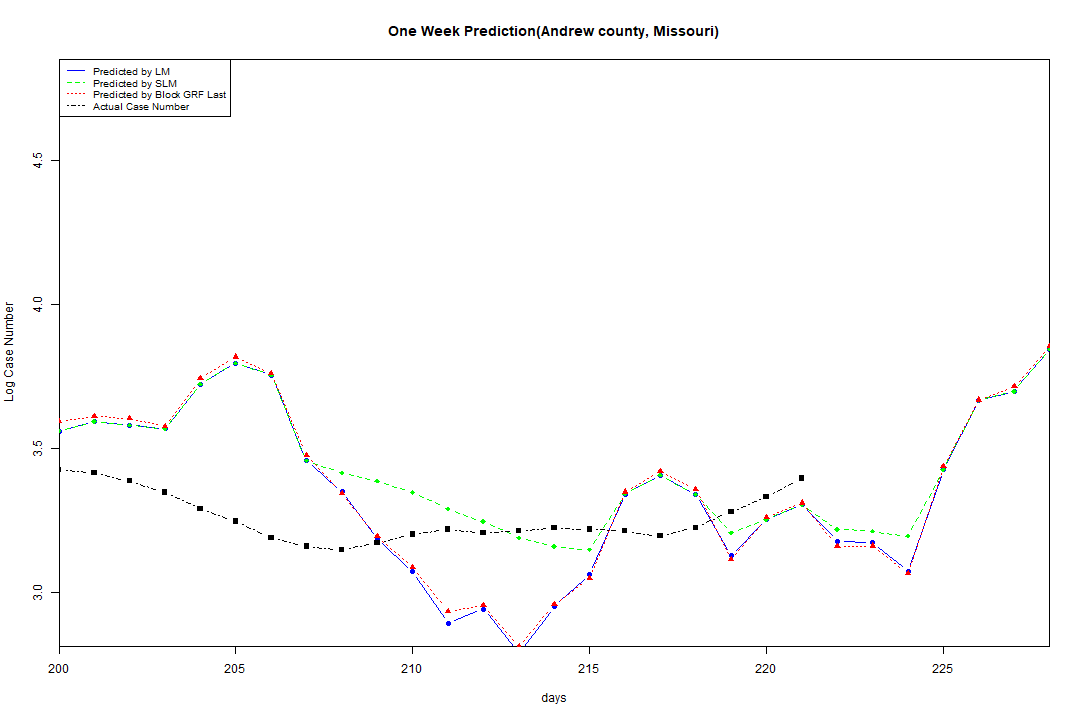 One Week Prediction(Andrew county, Missouri)
Predicted by LM
Predicted by SLM
Predicted by Block GRF Last
Actual Case Number
4.5
4.0
3.5
3.0
Log Case Number
200 205 210 215 220 225
days